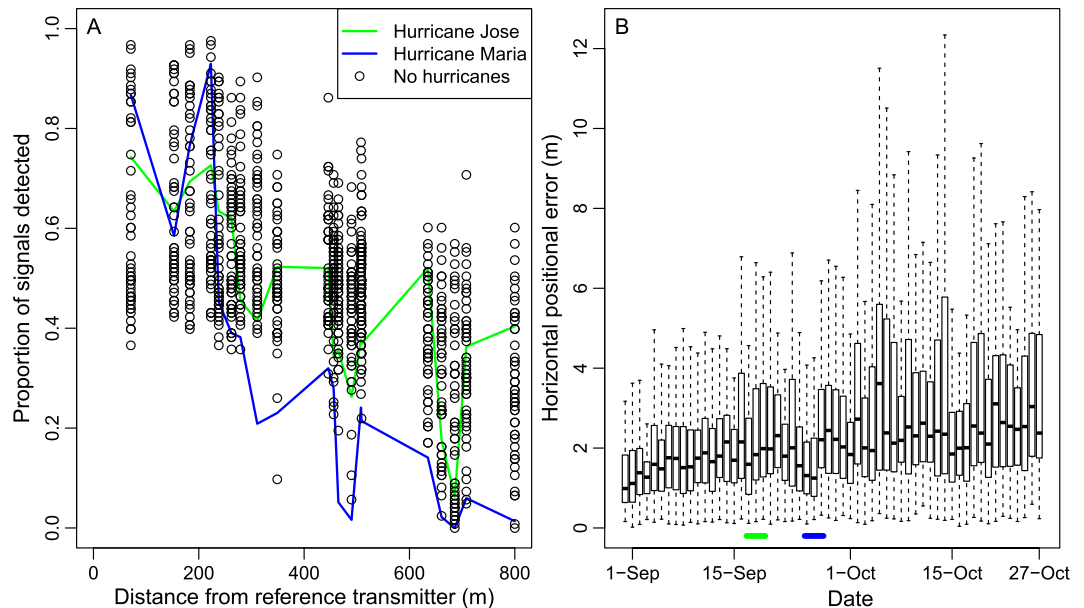 A
Hurricane Jose
Hurricane Maria
No hurricanes
Proportion of signals detected
0.0
0.2
0.4
0.6
0.8
1.0
0
200
400
600
800
Distance from reference transmitter (m)
B
Horizontal positional error (m)
0
2
4
6
8
10
12
1−Sep
15−Sep
1−Oct
15−Oct
27−Oct
Date